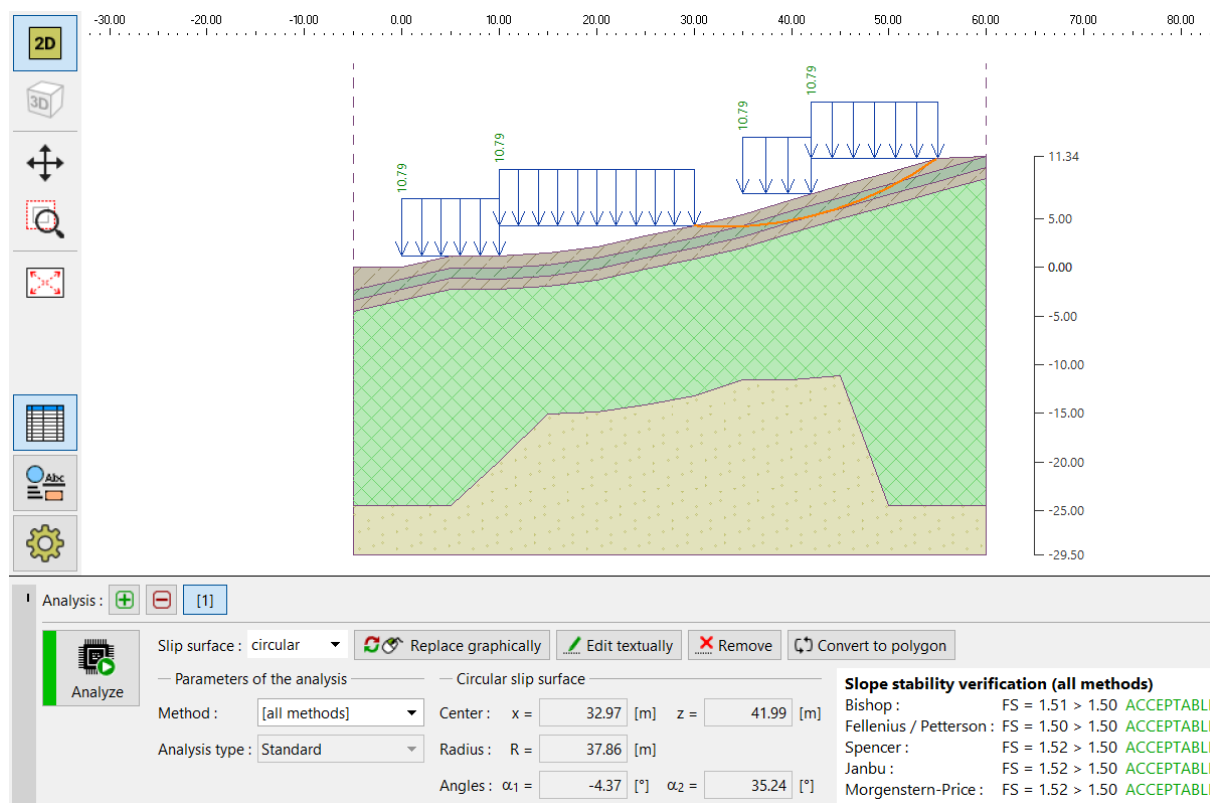 -30.00 -20.00 -10.00 0.00 10.00 20.00 30.00 40.00 50.00 60.00 70.00 80.00
2D
3D
10.79
10.79
10.79
10.79
11.34
5.00
0.00
-5.00
-10.00
-15.00
-20.00
-25.00
-29.50
Abc
Analysis : [1]
Analyze
Slip surface : circular Replace graphically Edit textually Remove Convert to polygon
Parameters of the analysis
Method : [all methods]
Analysis type : Standard
Circular slip surface
Center : x = 32.97 [m] z = 41.99 [m]
Radius : R = 37.86 [m]
Angles : α1 = -4.37 [°] α2 = 35.24 [°]
Slope stability verification (all methods)
Bishop : FS = 1.51 > 1.50 ACCEPTABL
Fellenius / Petterson : FS = 1.50 > 1.50 ACCEPTABL
Spencer : FS = 1.52 > 1.50 ACCEPTABL
Janbu : FS = 1.52 > 1.50 ACCEPTABL
Morgenstern-Price : FS = 1.52 > 1.50 ACCEPTABL